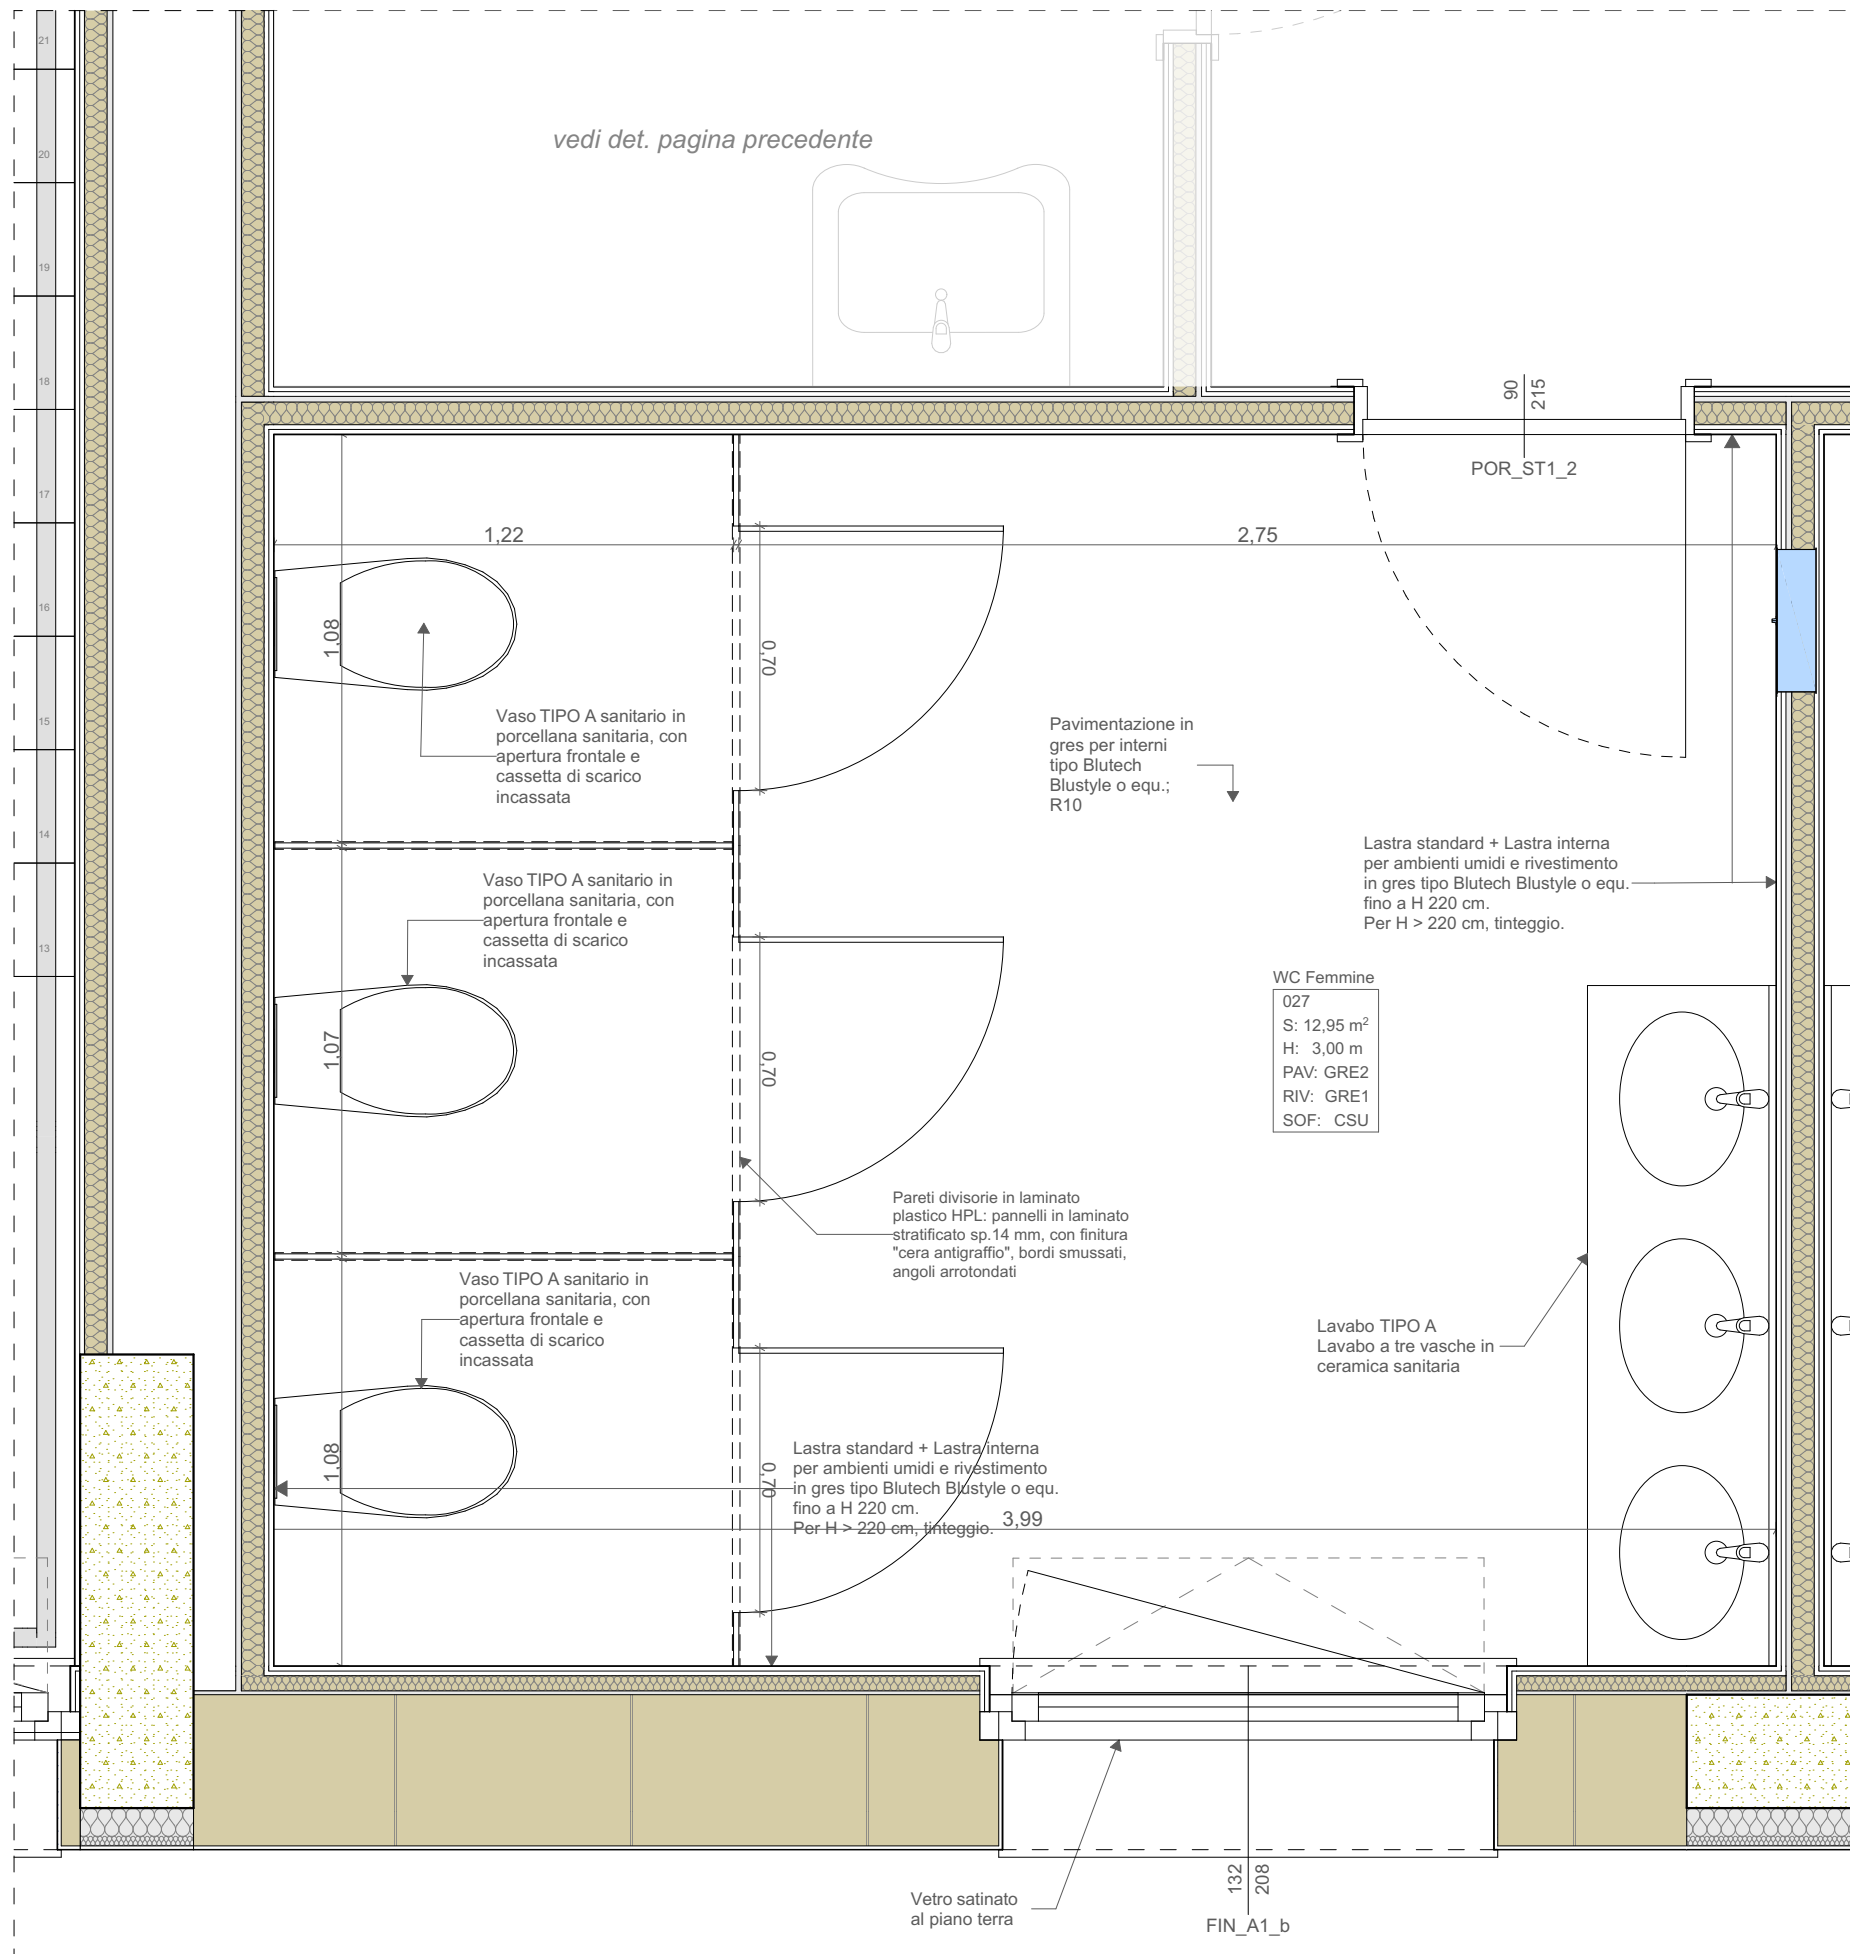 21
20
19
18
17
16
15
14
13
vedi det. pagina precedente
90
215
POR_ST1_2
1,22
2,75
1,08
0,70
Vaso TIPO A sanitario in
porcellana sanitaria, con
apertura frontale e
cassetta di scarico
incassata
Pavimentazione in
gres per interni
tipo Blutech
Blustyle o equ.;
R10
Lastra standard + Lastra interna
per ambienti umidi e rivestimento
in gres tipo Blutech Blustyle o equ.
fino a H 220 cm.
Per H > 220 cm, tinteggio.
Vaso TIPO A sanitario in
porcellana sanitaria, con
apertura frontale e
cassetta di scarico
incassata
1,07
0,70
WC Femmine
027
S: 12,95 m²
H: 3,00 m
PAV: GRE2
RIV: GRE1
SOF: CSU
Pareti divisorie in laminato
plastico HPL: pannelli in laminato
stratificato sp.14 mm, con finitura
"cera antigraffio", bordi smussati,
angoli arrotondati
Vaso TIPO A sanitario in
porcellana sanitaria, con
apertura frontale e
cassetta di scarico
incassata
Lavabo TIPO A
Lavabo a tre vasche in
ceramica sanitaria
1,08
0,70
Lastra standard + Lastra interna
per ambienti umidi e rivestimento
in gres tipo Blutech Blustyle o equ.
fino a H 220 cm.
Per H > 220 cm, tinteggio.
3,99
132
208
FIN_A1_b
Vetro satinato
al piano terra